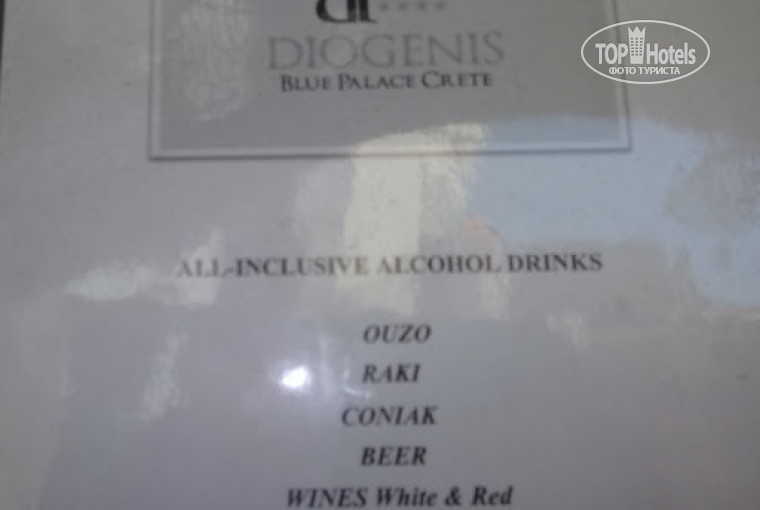 DIOGENIS
BLUE PALACE CRETE
TOP Hotels
ФОТО ТУРИСТА
ALL-INCLUSIVE ALCOHOL DRINKS
OUZO
RAKI
CONIAK
BEER
WINES White & Red